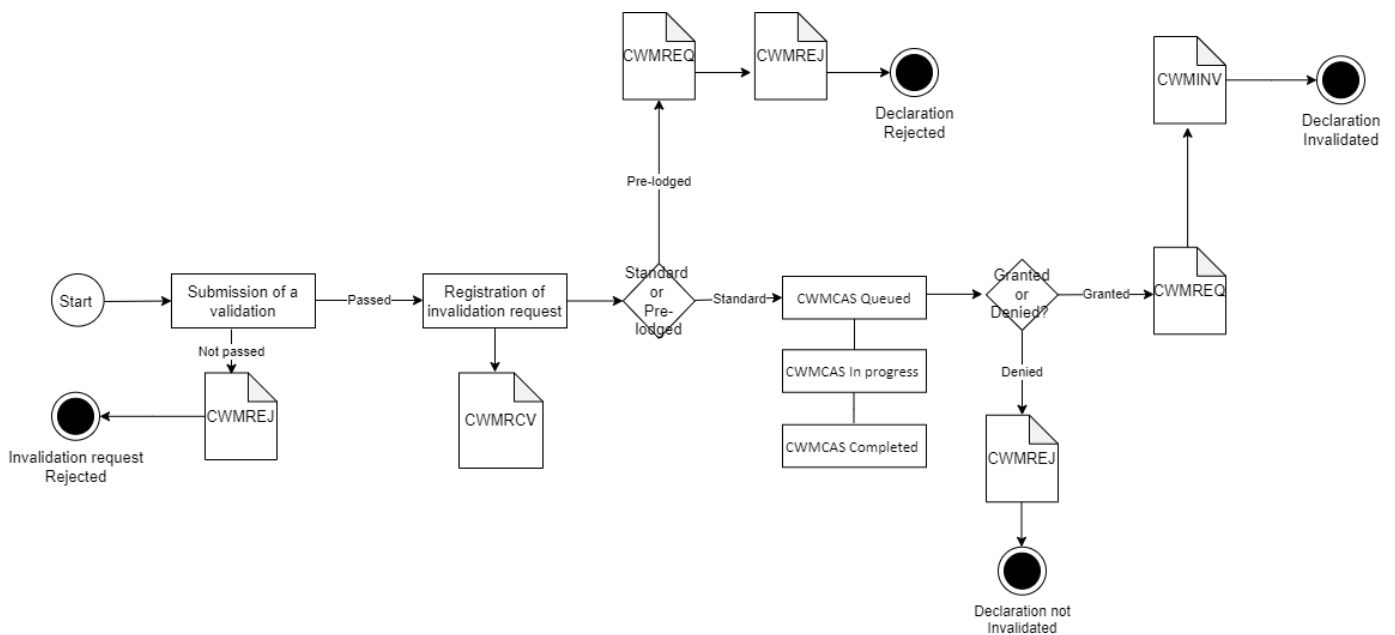 CWMREQ
CWMREJ
Declaration
Rejected
CWMINV
Declaration
Invalidated
Pre-lodged
Start
Submission of a
validation
Passed
Registration of
invalidation request
Standard
or
Pre-
lodged
Standard
CWMCAS Queued
Granted
or
Denied?
Granted
CWMREQ
Not passed
CWMREJ
Invalidation request
Rejected
CWMRCV
CWMCAS In progress
CWMCAS Completed
Denied
CWMREJ
Declaration not
Invalidated